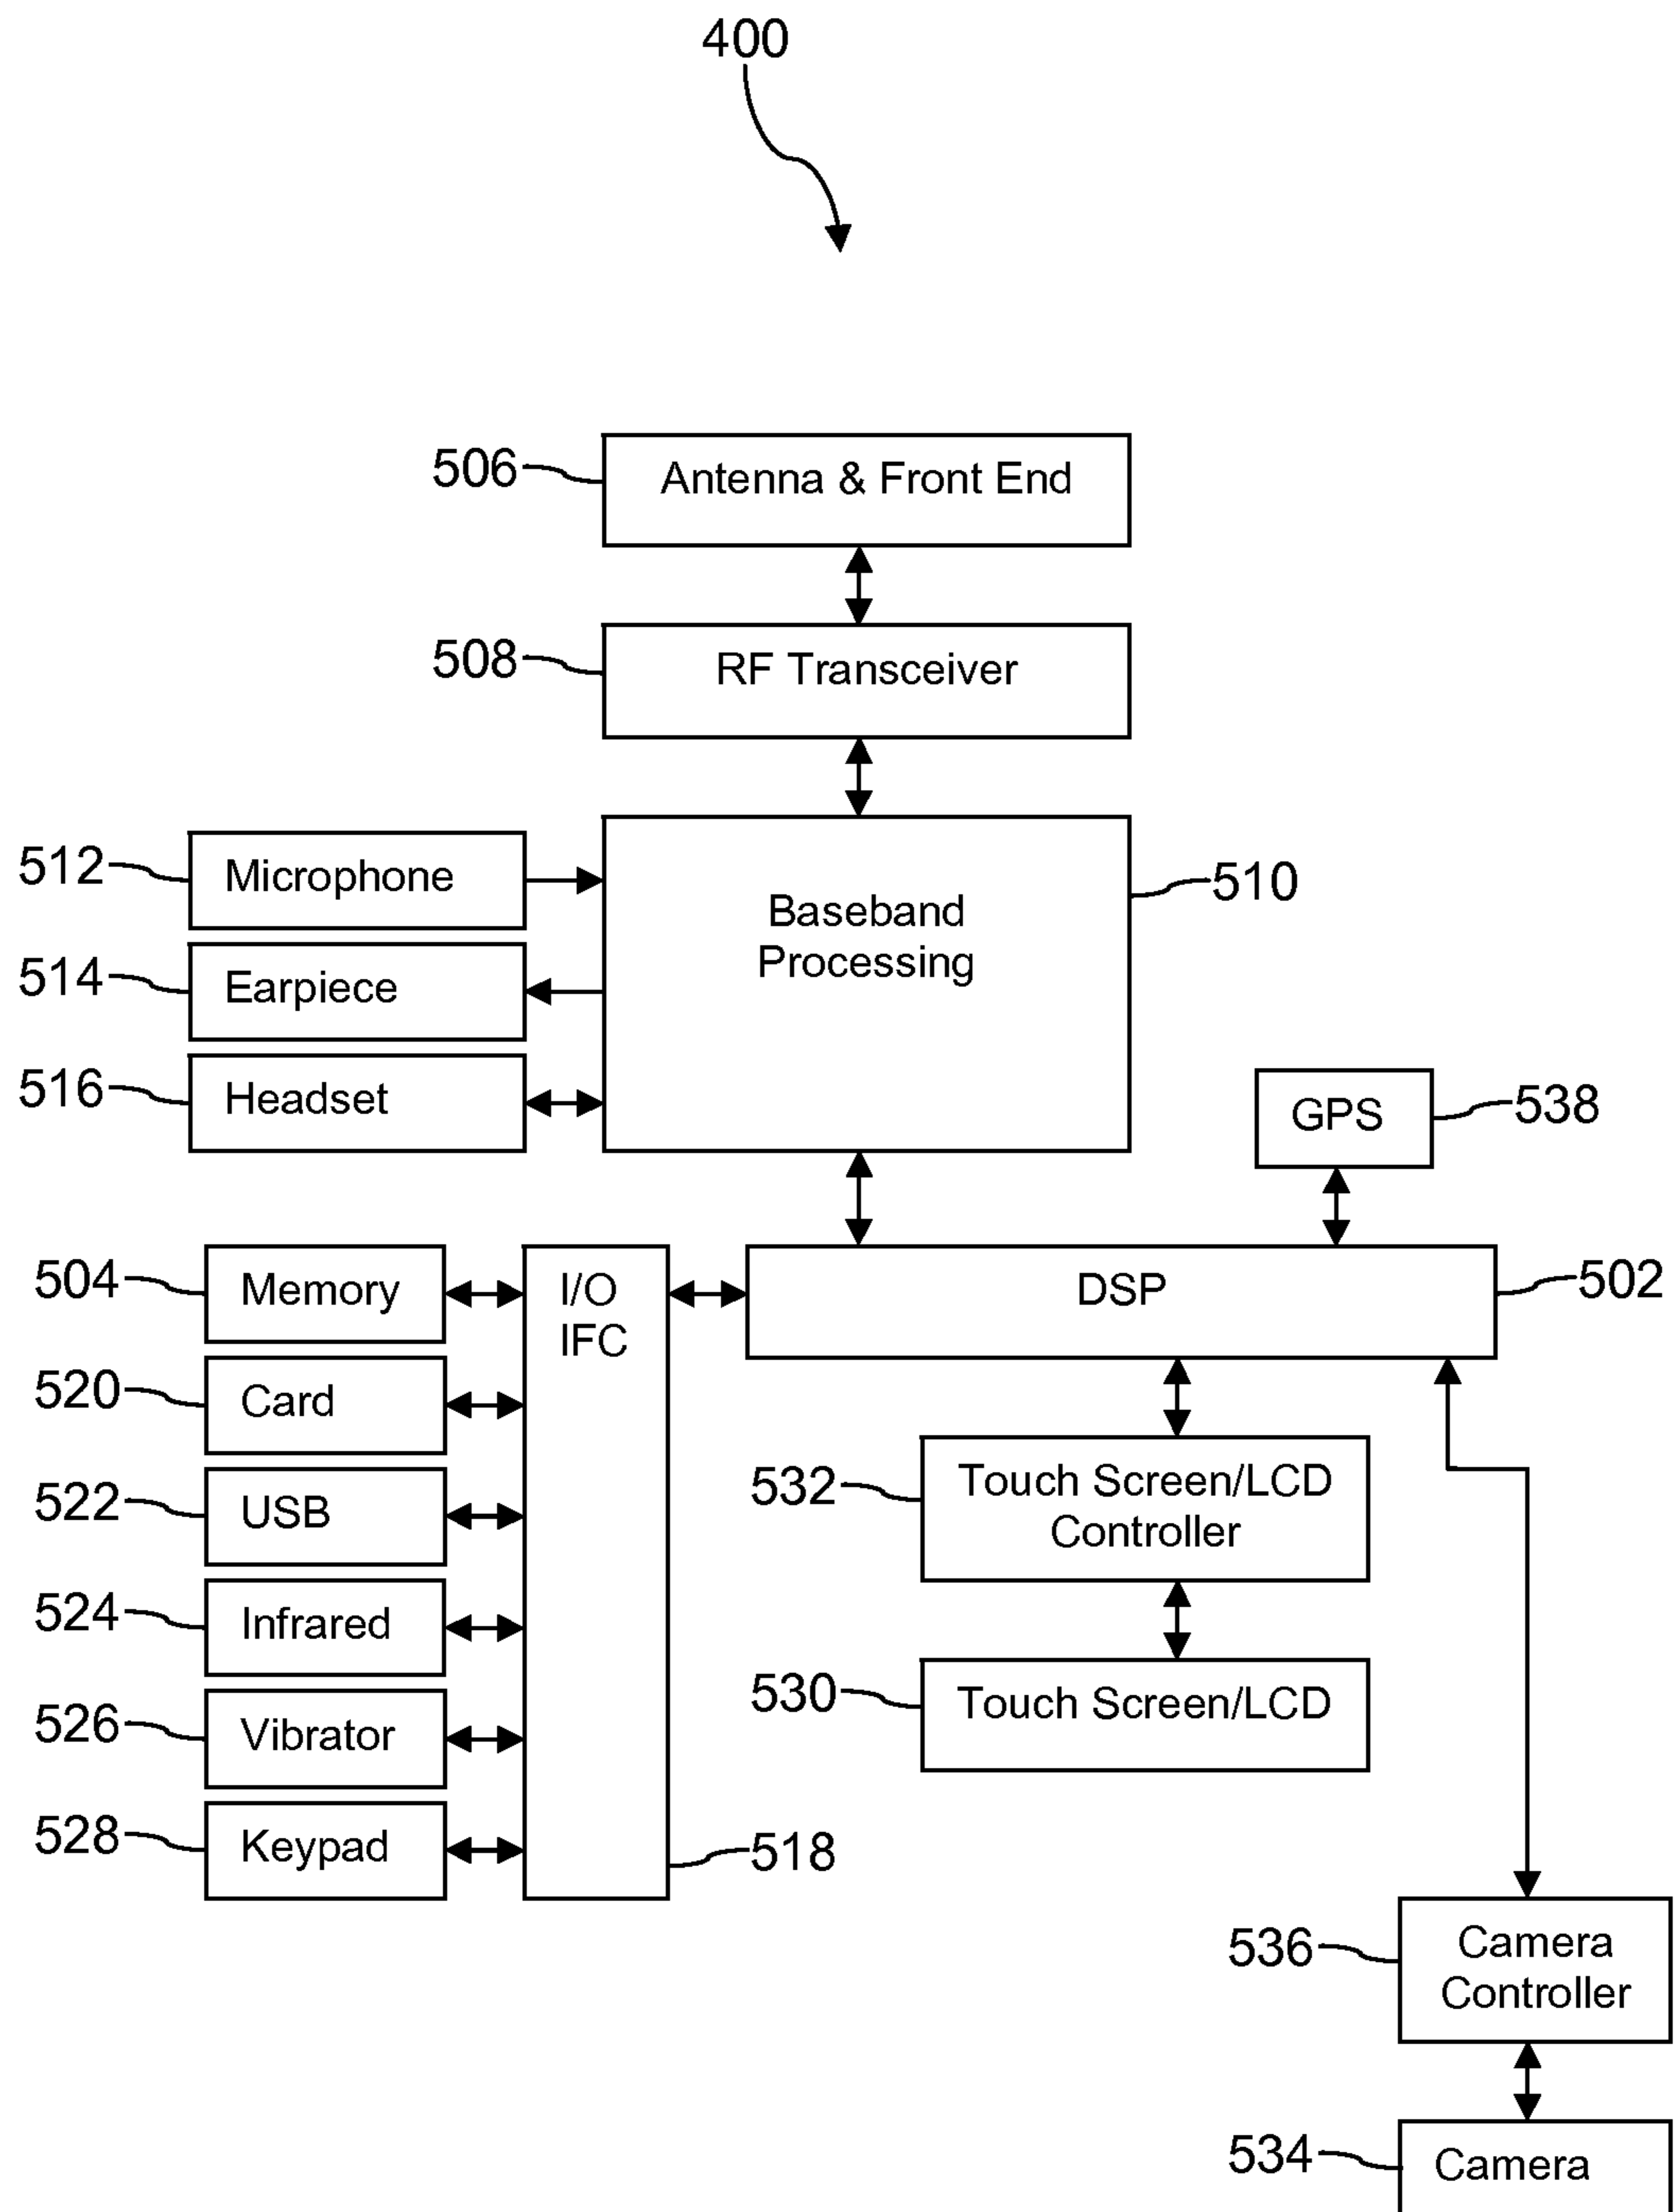 400
506
Antenna & Front End
508
RF Transceiver
512
Microphone
Baseband
Processing
510
514
Earpiece
516
Headset
GPS
538
504
Memory
I/O
IFC
DSP
502
520
Card
522
USB
532
Touch Screen/LCD
Controller
524
Infrared
530
Touch Screen/LCD
526
Vibrator
528
Keypad
518
536
Camera
Controller
534
Camera